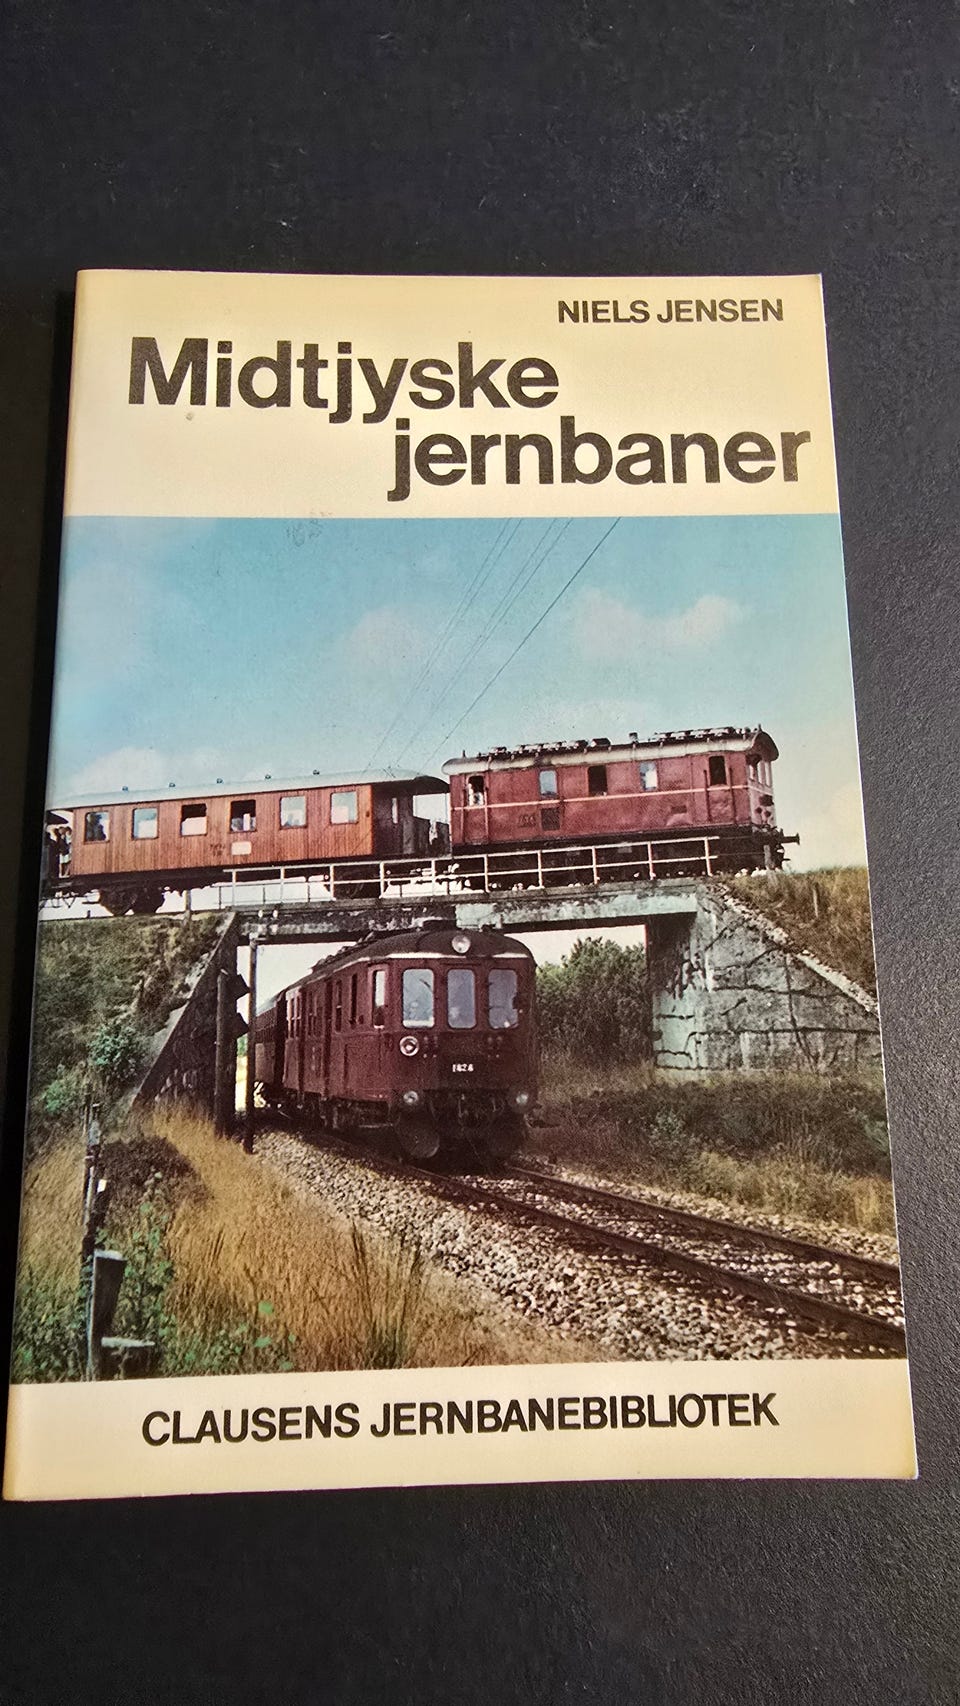 NIELS JENSEN
Midtjyske
jernbaner
CLAUSENS JERNBANEBIBLIOTEK